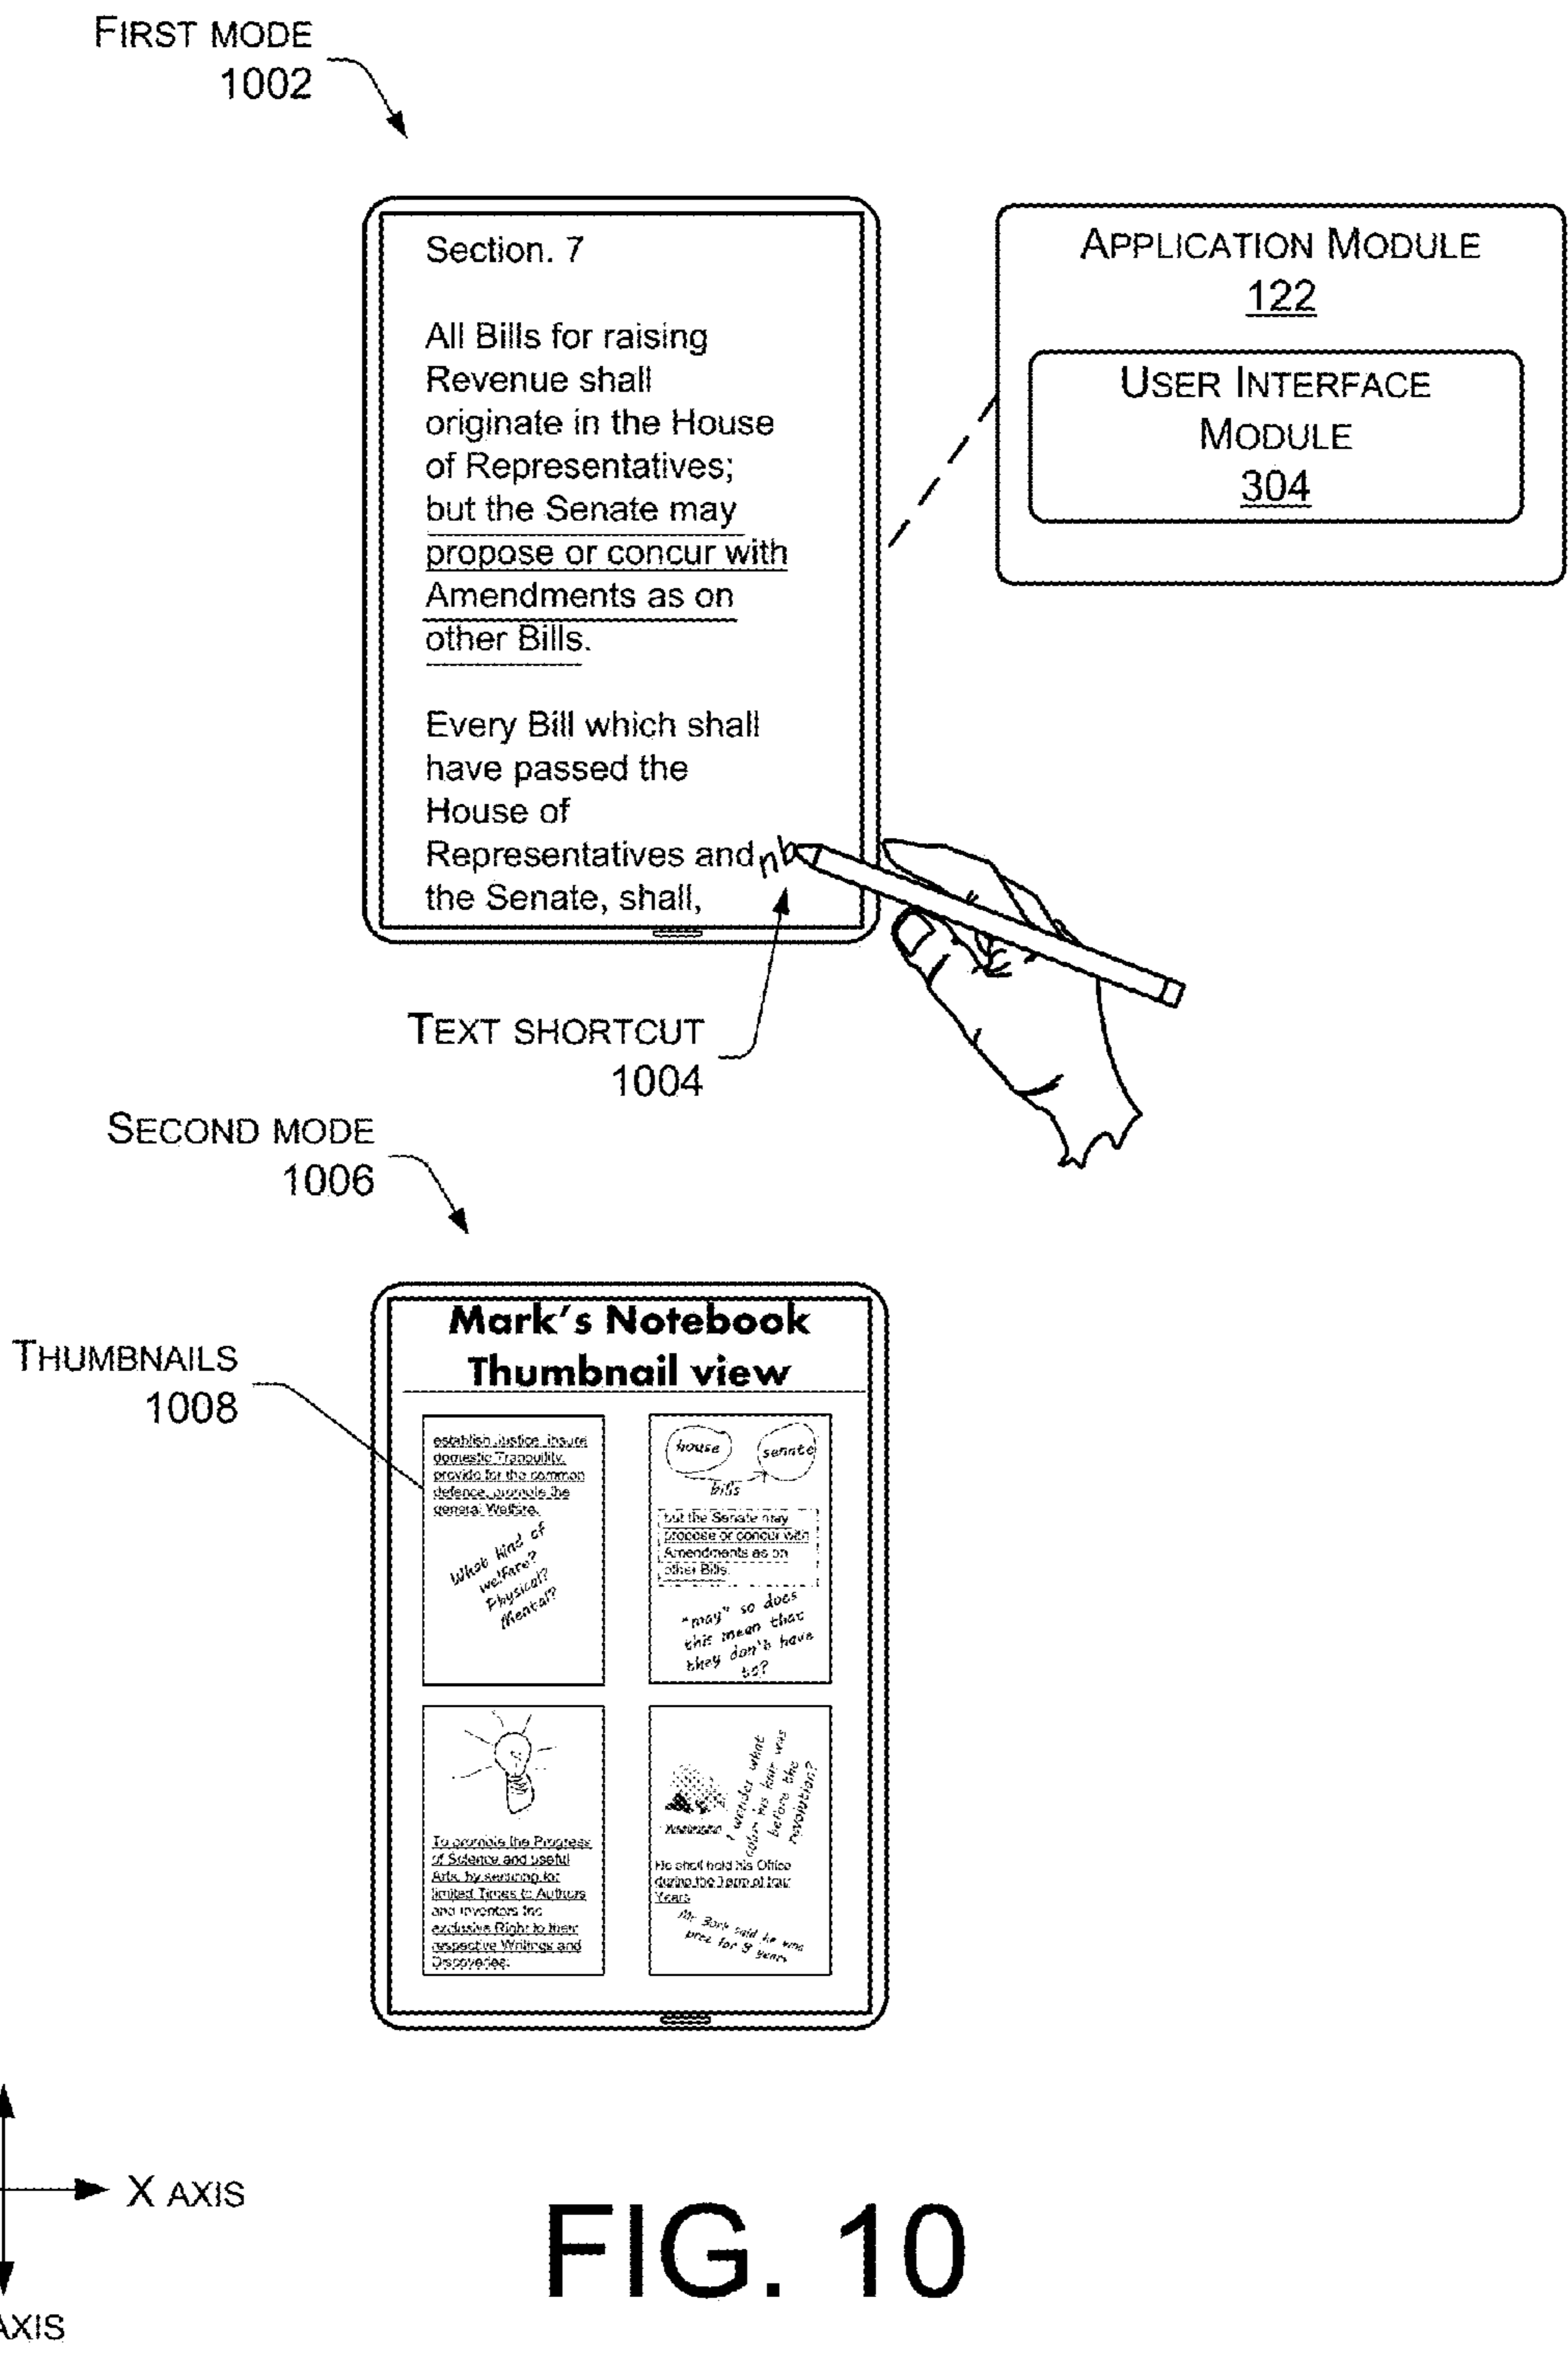 FIRST MODE
1002
Section. 7
All Bills for raising
Revenue shall
originate in the House
of Representatives;
but the Senate may
propose or concur with
Amendments as on
other Bills.
Every Bill which shall
have passed the
House of
Representatives and
the Senate, shall,
nb
APPLICATION MODULE
122
USER INTERFACE
MODULE
304
TEXT SHORTCUT
1004
SECOND MODE
1006
Mark's Notebook
Thumbnail view
THUMBNAILS
1008
establish Justice, insure
domestic Tranquility,
provide for the common
defence, promote the
general Welfare,
What kind of
welfare?
Physical?
Mental?
house
senate
bills
but the Senate may
propose or concur with
Amendments as on
other Bills.
"may" so does
this mean that
they don't have
to?
To promote the Progress
of Science and useful
Arts, by securing for
limited Times to Authors
and Inventors the
exclusive Right to their
respective Writings and
Discoveries;
I wonder what
color his hair was
before the
revolution?
Washington
He shall hold his Office
during the Term of four
Years
Mr. said he was
prez for 8 years
X AXIS
AXIS
FIG. 10